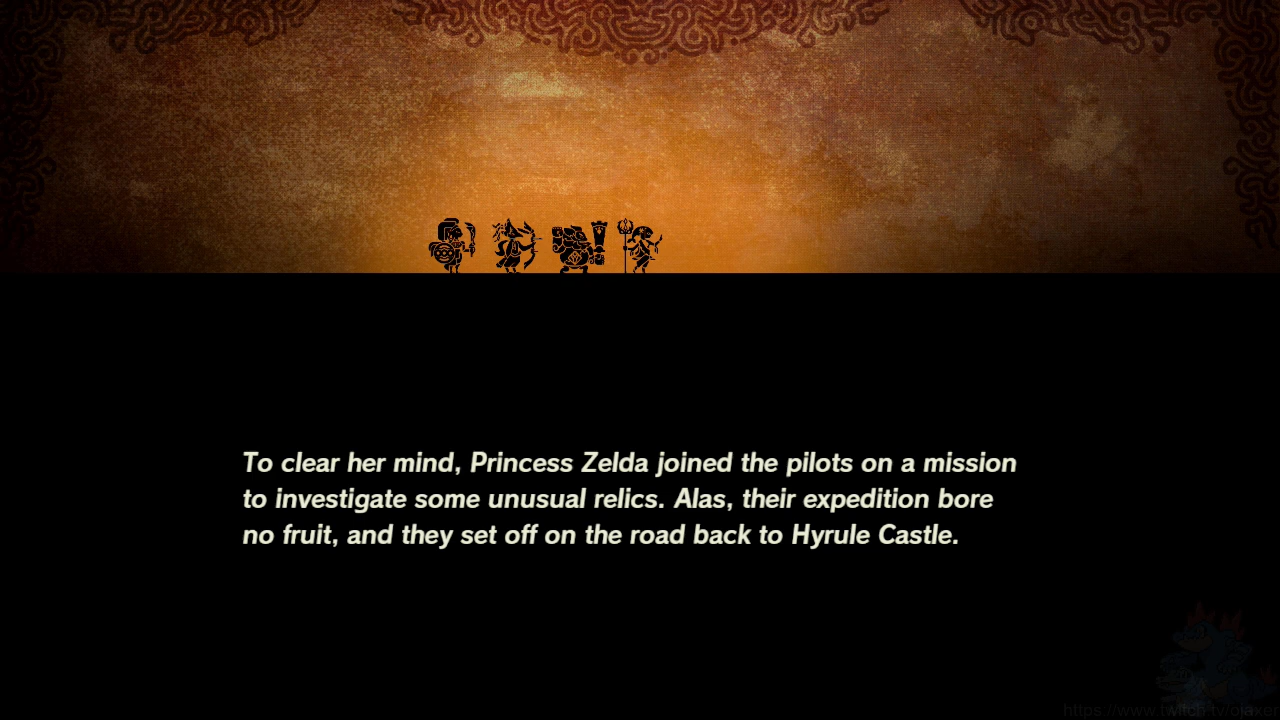 To clear her mind, Princess Zelda joined the pilots on a mission
to investigate some unusual relics. Alas, their expedition bore
no fruit, and they set off on the road back to Hyrule Castle.